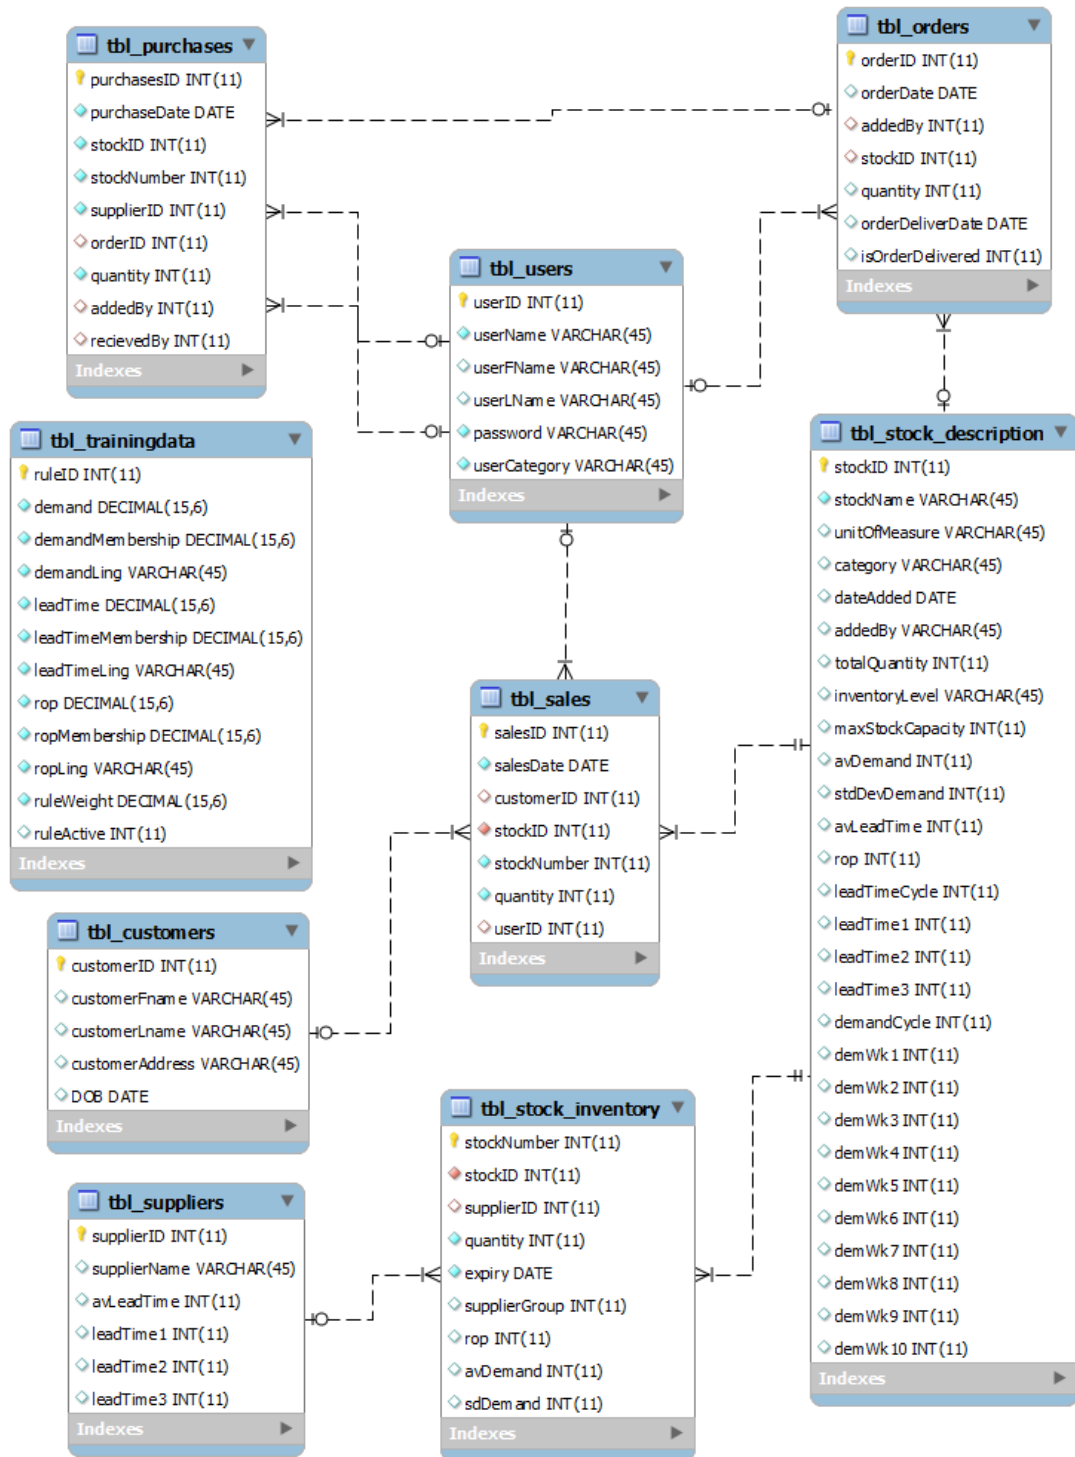 tbl_purchases
purchasesID INT(11)
purchaseDate DATE
stockID INT(11)
stockNumber INT(11)
supplierID INT(11)
orderID INT(11)
quantity INT(11)
addedBy INT(11)
recievedBy INT(11)
Indexes
tbl_orders
orderID INT(11)
orderDate DATE
addedBy INT(11)
stockID INT(11)
quantity INT(11)
orderDeliverDate DATE
isOrderDelivered INT(11)
Indexes
tbl_users
userID INT(11)
userName VARCHAR(45)
userFName VARCHAR(45)
userLName VARCHAR(45)
password VARCHAR(45)
userCategory VARCHAR(45)
Indexes
tbl_trainingdata
ruleID INT(11)
demand DECIMAL(15,6)
demandMembership DECIMAL(15,6)
demandLing VARCHAR(45)
leadTime DECIMAL(15,6)
leadTimeMembership DECIMAL(15,6)
leadTimeLing VARCHAR(45)
rop DECIMAL(15,6)
ropMembership DECIMAL(15,6)
ropLing VARCHAR(45)
ruleWeight DECIMAL(15,6)
ruleActive INT(11)
Indexes
tbl_stock_description
stockID INT(11)
stockName VARCHAR(45)
unitOfMeasure VARCHAR(45)
category VARCHAR(45)
dateAdded DATE
addedBy VARCHAR(45)
totalQuantity INT(11)
inventoryLevel VARCHAR(45)
maxStockCapacity INT(11)
avDemand INT(11)
stdDevDemand INT(11)
avLeadTime INT(11)
rop INT(11)
leadTimeCycle INT(11)
leadTime1 INT(11)
leadTime2 INT(11)
leadTime3 INT(11)
demandCycle INT(11)
demWk1 INT(11)
demWk2 INT(11)
demWk3 INT(11)
demWk4 INT(11)
demWk5 INT(11)
demWk6 INT(11)
demWk7 INT(11)
demWk8 INT(11)
demWk9 INT(11)
demWk10 INT(11)
Indexes
tbl_sales
salesID INT(11)
salesDate DATE
customerID INT(11)
stockID INT(11)
stockNumber INT(11)
quantity INT(11)
userID INT(11)
Indexes
tbl_customers
customerID INT(11)
customerFname VARCHAR(45)
customerLname VARCHAR(45)
customerAddress VARCHAR(45)
DOB DATE
Indexes
tbl_stock_inventory
stockNumber INT(11)
stockID INT(11)
supplierID INT(11)
quantity INT(11)
expiry DATE
supplierGroup INT(11)
rop INT(11)
avDemand INT(11)
sdDemand INT(11)
Indexes
tbl_suppliers
supplierID INT(11)
supplierName VARCHAR(45)
avLeadTime INT(11)
leadTime1 INT(11)
leadTime2 INT(11)
leadTime3 INT(11)
Indexes